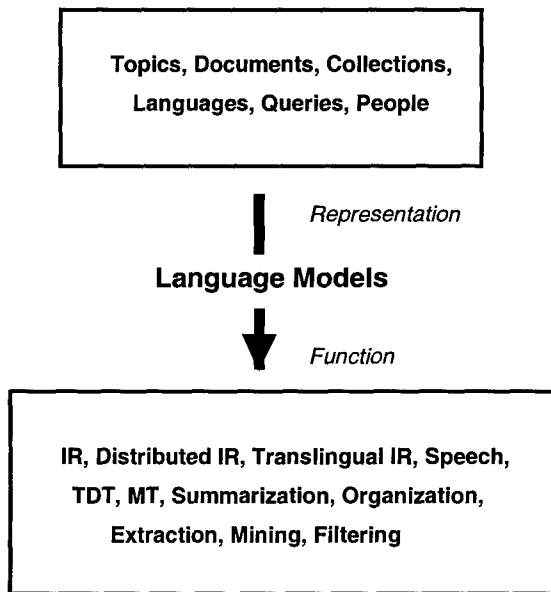 Topics, Documents, Collections,
Languages, Queries, People
Representation
Language Models
Function
IR, Distributed IR, Translingual IR, Speech,
TDT, MT, Summarization, Organization,
Extraction, Mining, Filtering